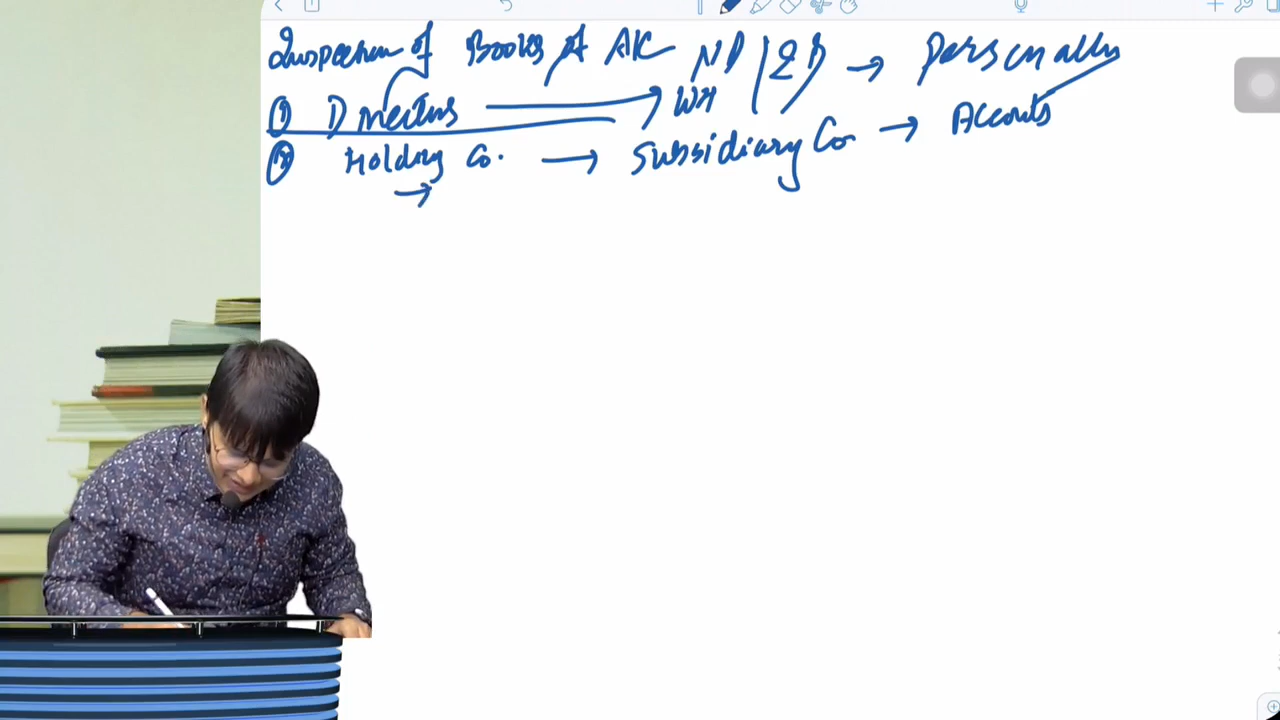 Inspection of Books of A/C ND | ED → Personally
① Directors → WH
② Holding Co. → Subsidiary Co → Accounts
→